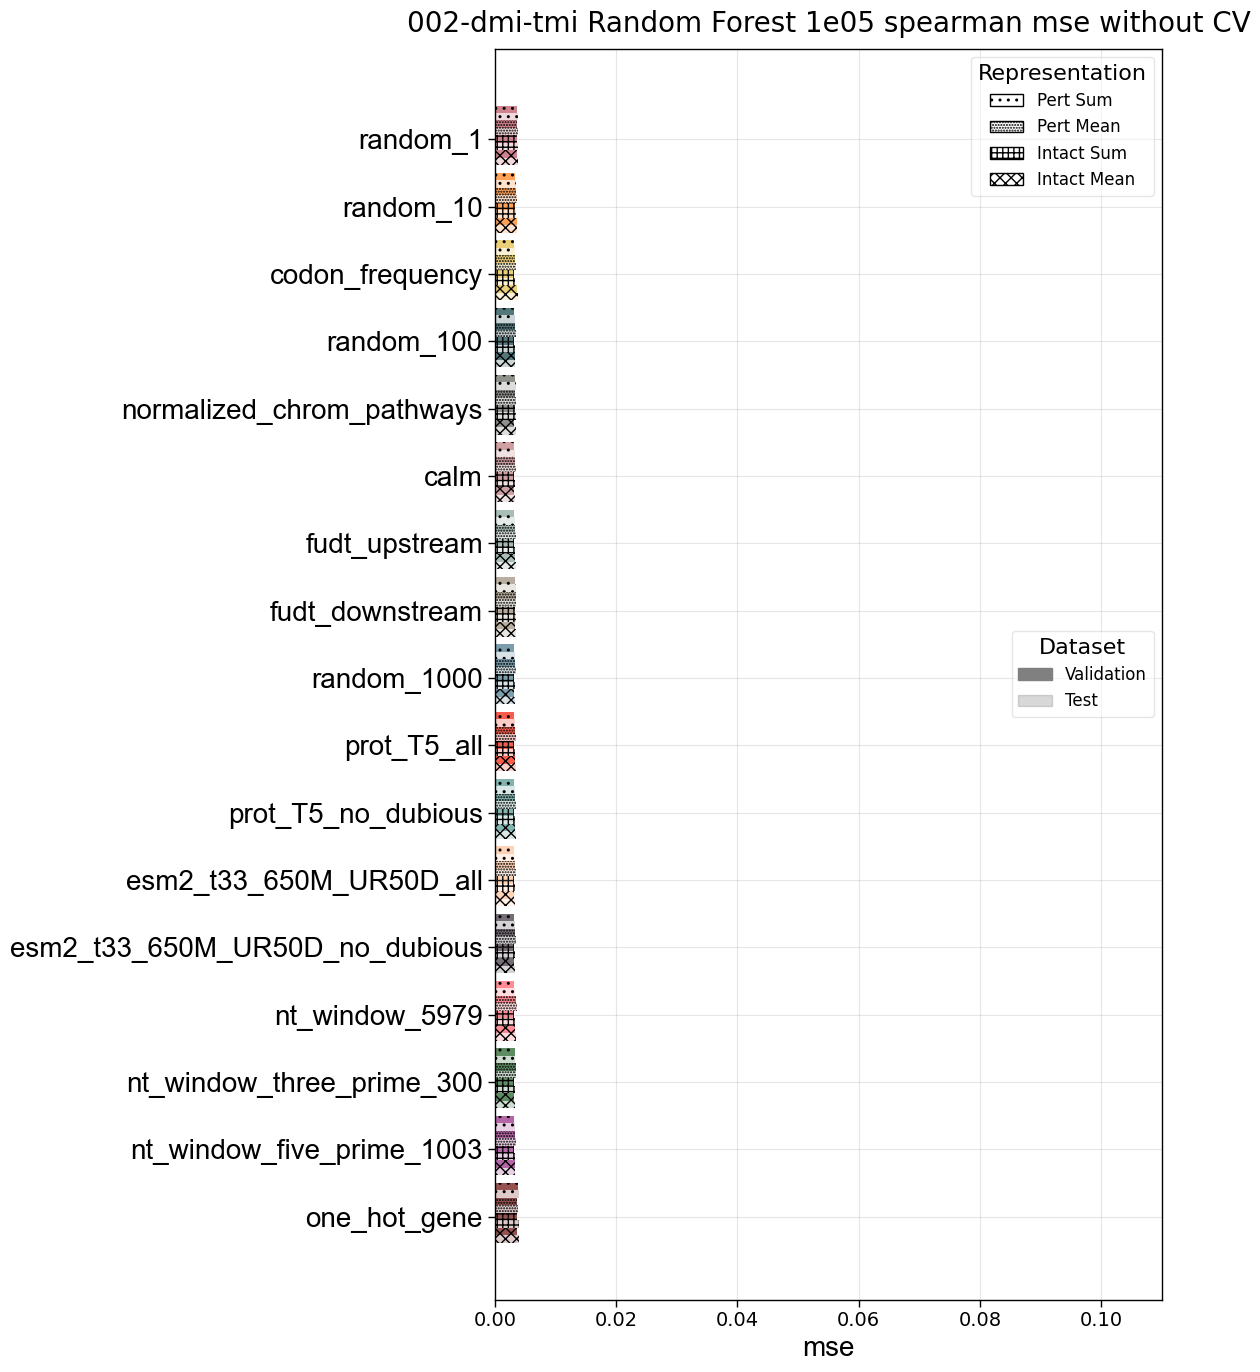 002-dmi-tmi Random Forest 1e05 spearman mse without CV
Representation
Pert Sum
Pert Mean
Intact Sum
Intact Mean
random_1
random_10
codon_frequency
random_100
normalized_chrom_pathways
calm
fudt_upstream
fudt_downstream
random_1000
prot_T5_all
prot_T5_no_dubious
esm2_t33_650M_UR50D_all
esm2_t33_650M_UR50D_no_dubious
nt_window_5979
nt_window_three_prime_300
nt_window_five_prime_1003
one_hot_gene
Dataset
Validation
Test
0.00 0.02 0.04 0.06 0.08 0.10
mse